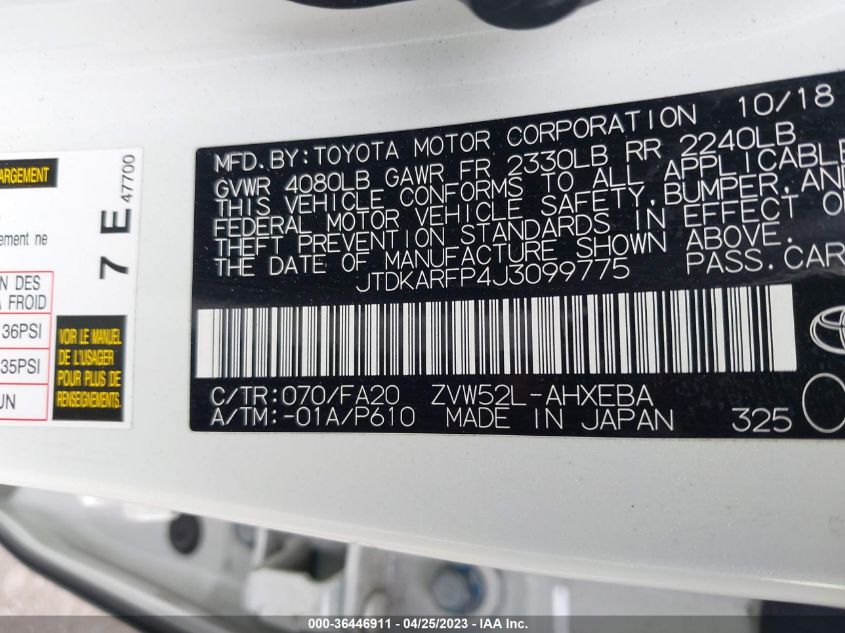 ARGEMENT
ement ne
7 E 47700
N DES
A FROID
36PSI
35PSI
UN
VOIR LE MANUEL
DE L'USAGER
POUR PLUS DE
RENSEIGNEMENTS.
MFD. BY: TOYOTA MOTOR CORPORATION 10/18
GVWR 4080LB GAWR FR 2330LB RR 2240LB
THIS VEHICLE CONFORMS TO ALL APPLICABLE
FEDERAL MOTOR VEHICLE SAFETY, BUMPER, AND
THEFT PREVENTION STANDARDS IN EFFECT O
THE DATE OF MANUFACTURE SHOWN ABOVE.
JTDKARFP4J3099775 PASS. CAR
C/TR: 070/FA20 ZVW52L-AHXEBA
A/TM: -01A/P610 MADE IN JAPAN 325
000-36446911 - 04/25/2023 - IAA Inc.